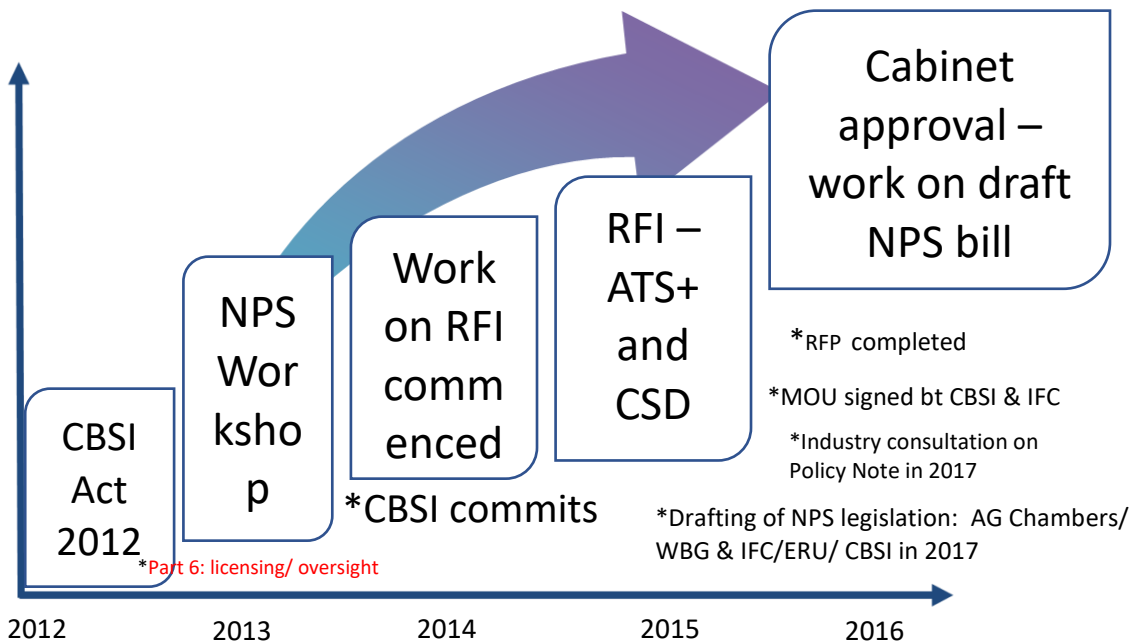 CBSI
Act
2012
*Part 6: licensing/ oversight
NPS
Wor
ksho
p
Work
on RFI
comm
enced
*CBSI commits
RFI –
ATS+
and
CSD
Cabinet
approval –
work on draft
NPS bill
*RFP completed
*MOU signed bt CBSI & IFC
*Industry consultation on
Policy Note in 2017
*Drafting of NPS legislation: AG Chambers/
WBG & IFC/ERU/ CBSI in 2017
2012
2013
2014
2015
2016